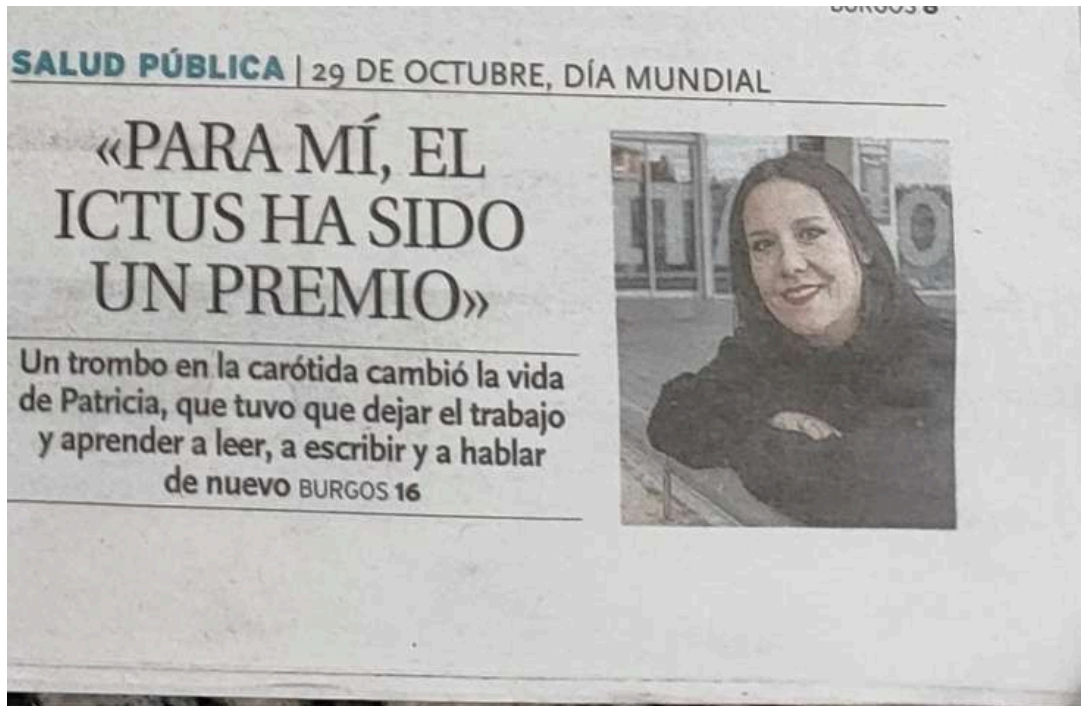 SALUD PÚBLICA | 29 DE OCTUBRE, DÍA MUNDIAL
«PARA MÍ, EL
ICTUS HA SIDO
UN PREMIO»
Un trombo en la carótida cambió la vida
de Patricia, que tuvo que dejar el trabajo
y aprender a leer, a escribir y a hablar
de nuevo BURGOS 16